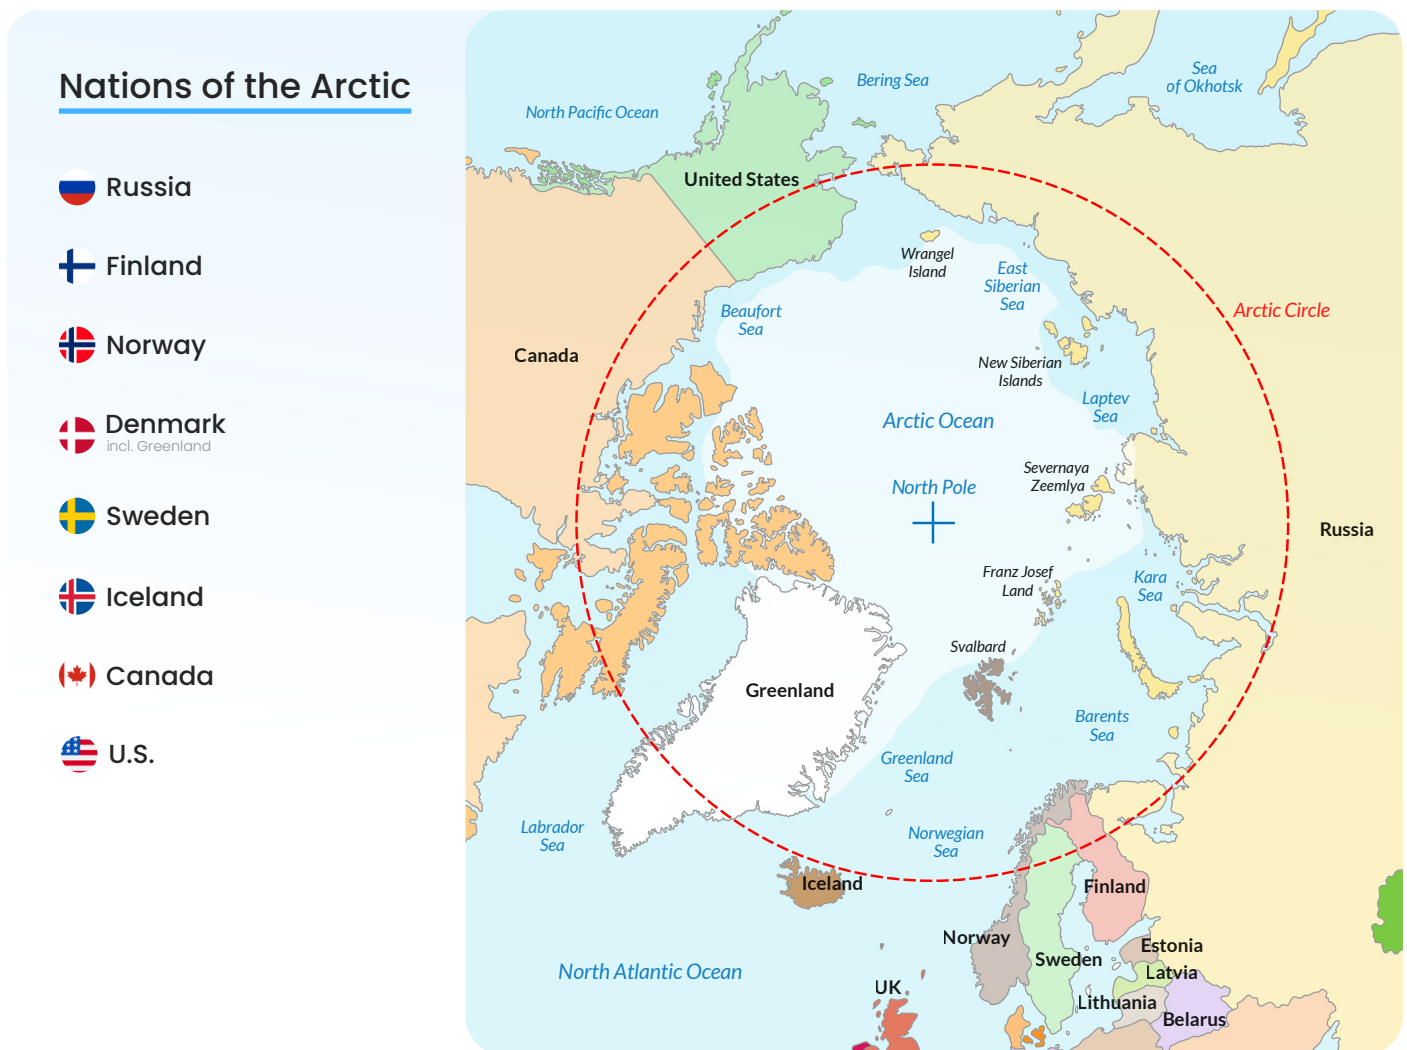 Nations of the Arctic
Russia
Finland
Norway
Denmark
incl. Greenland
Sweden
Iceland
Canada
U.S.
Sea
of Okhotsk
Bering Sea
North Pacific Ocean
United States
Wrangel
Island
East
Siberian
Sea
Arctic Circle
Beaufort
Sea
Canada
New Siberian
Islands
Laptev
Sea
Arctic Ocean
Severnaya
Zeemlya
North Pole
Russia
Franz Josef
Land
Kara
Sea
Svalbard
Greenland
Barents
Sea
Greenland
Sea
Labrador
Sea
Norwegian
Sea
Iceland
Finland
Norway
Estonia
Sweden
North Atlantic Ocean
Latvia
UK
Lithuania
Belarus